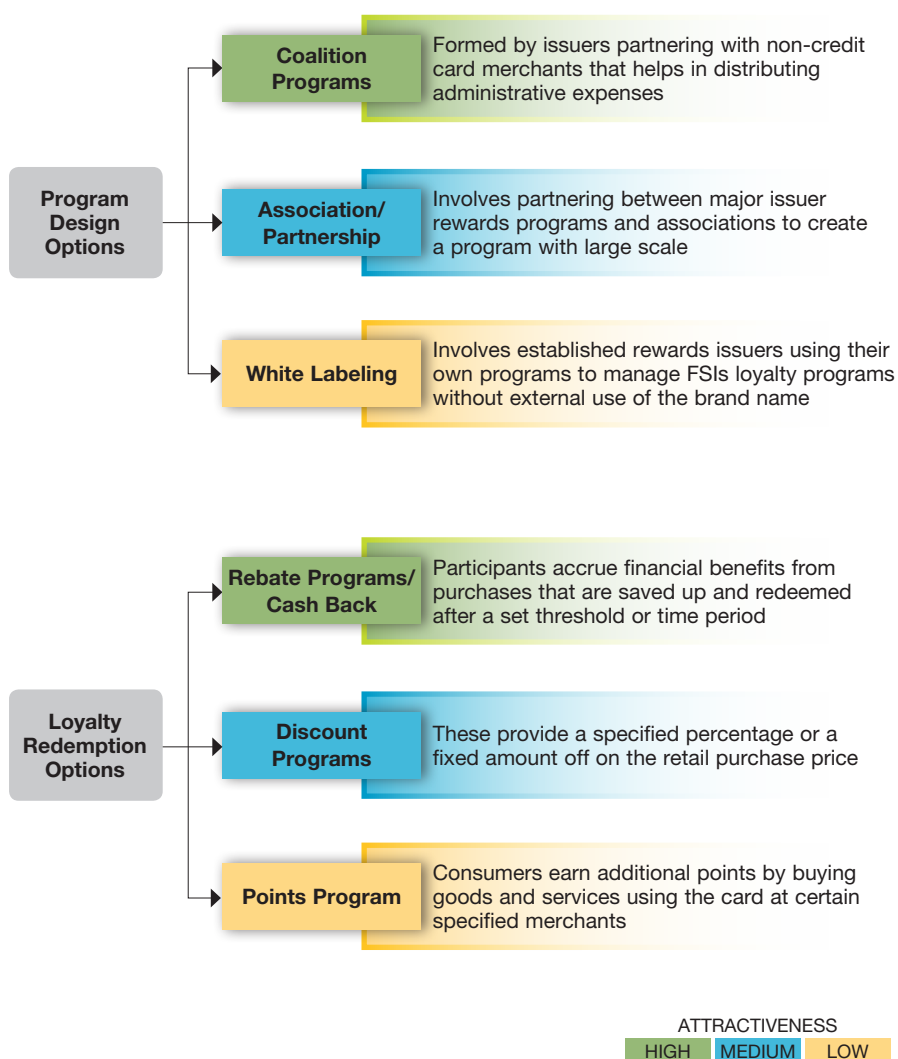 Program
Design
Options
Coalition
Programs
Formed by issuers partnering with non-credit
card merchants that helps in distributing
administrative expenses
Association/
Partnership
Involves partnering between major issuer
rewards programs and associations to create
a program with large scale
White Labeling
Involves established rewards issuers using their
own programs to manage FSIs loyalty programs
without external use of the brand name
Loyalty
Redemption
Options
Rebate Programs/
Cash Back
Participants accrue financial benefits from
purchases that are saved up and redeemed
after a set threshold or time period
Discount
Programs
These provide a specified percentage or a
fixed amount off on the retail purchase price
Points Program
Consumers earn additional points by buying
goods and services using the card at certain
specified merchants
ATTRACTIVENESS
HIGH MEDIUM LOW